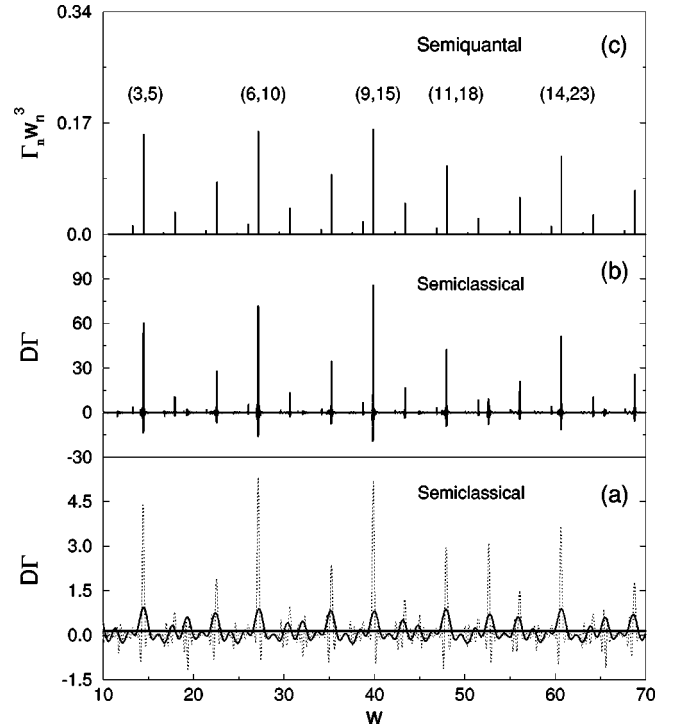 0.34
Semiquantal (c)
(3,5) (6,10) (9,15) (11,18) (14,23)
Γₙwₙ³
0.17
0.0
90
Semiclassical (b)
60
DΓ
30
0
-30
Semiclassical (a)
4.5
DΓ
3.0
1.5
0.0
-1.5
10 20 30 40 50 60 70
w